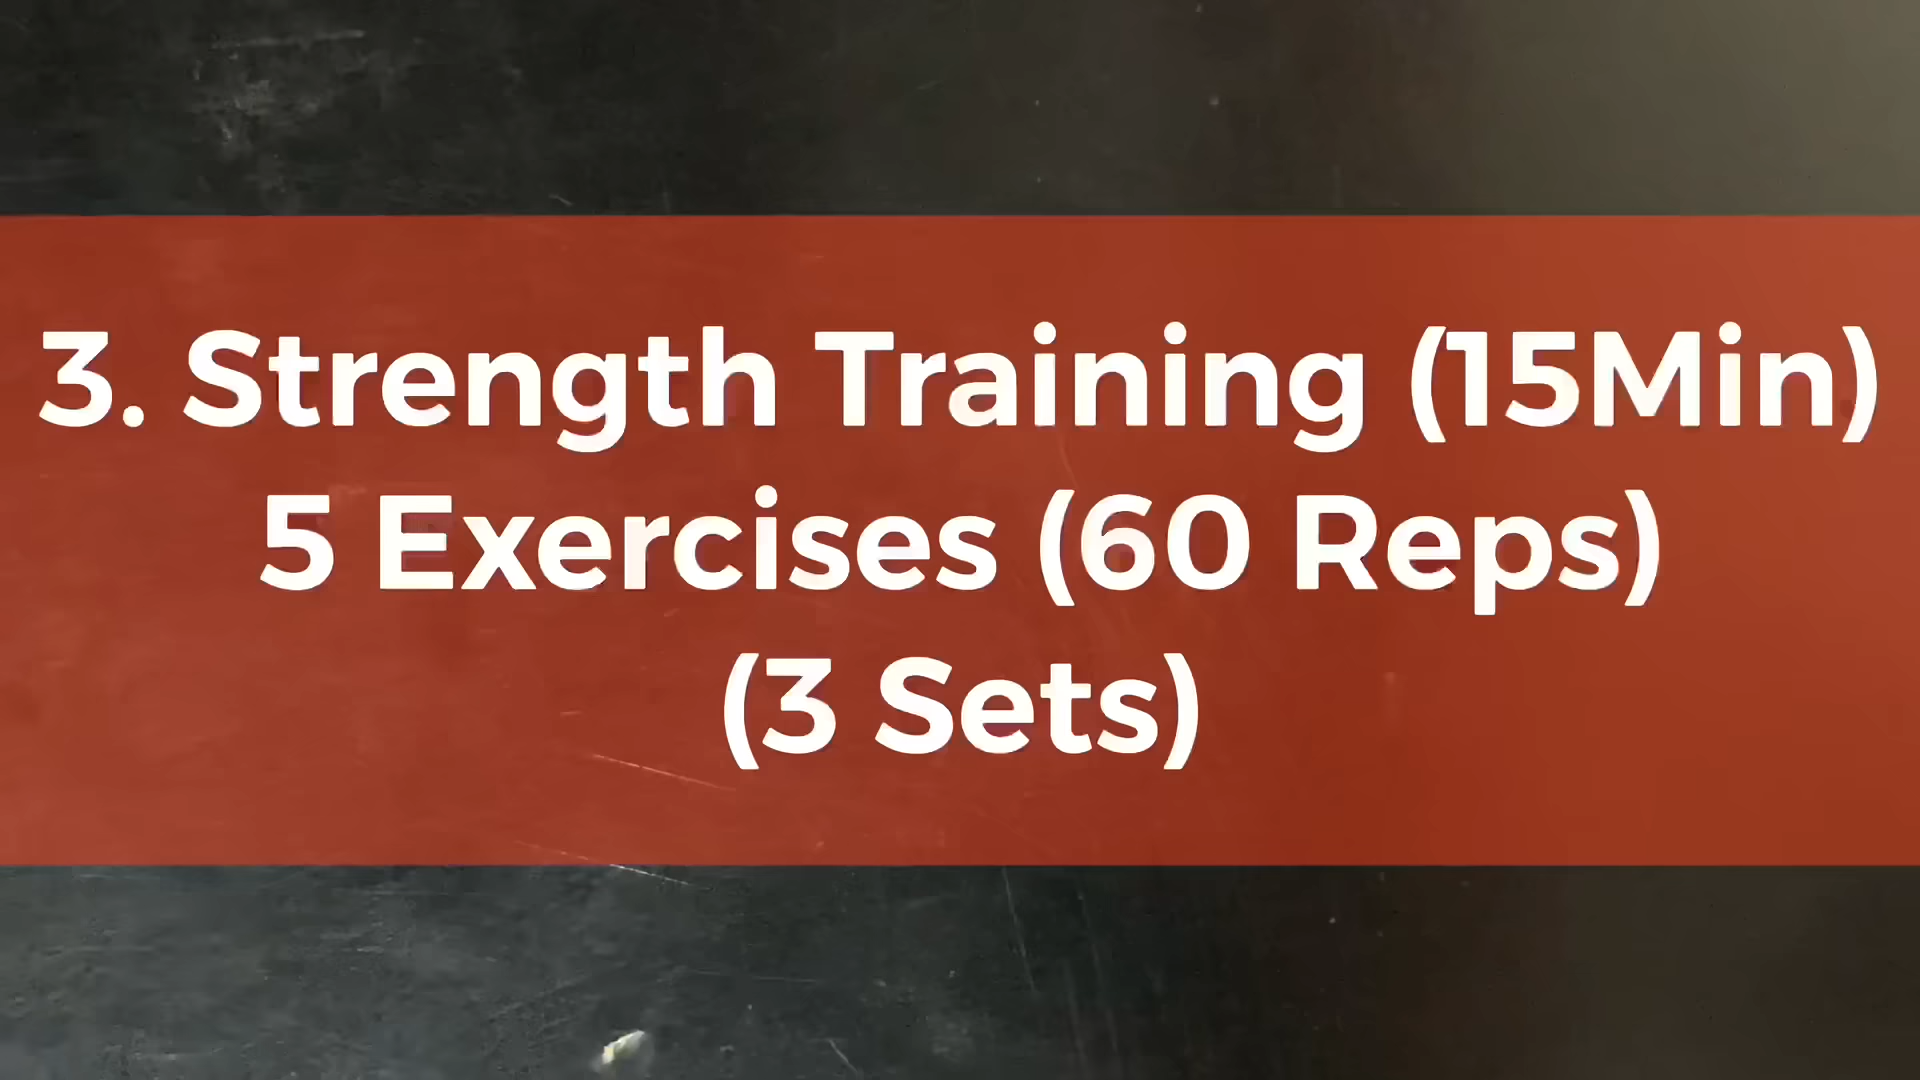 3. Strength Training (15Min)
5 Exercises (60 Reps)
(3 Sets)